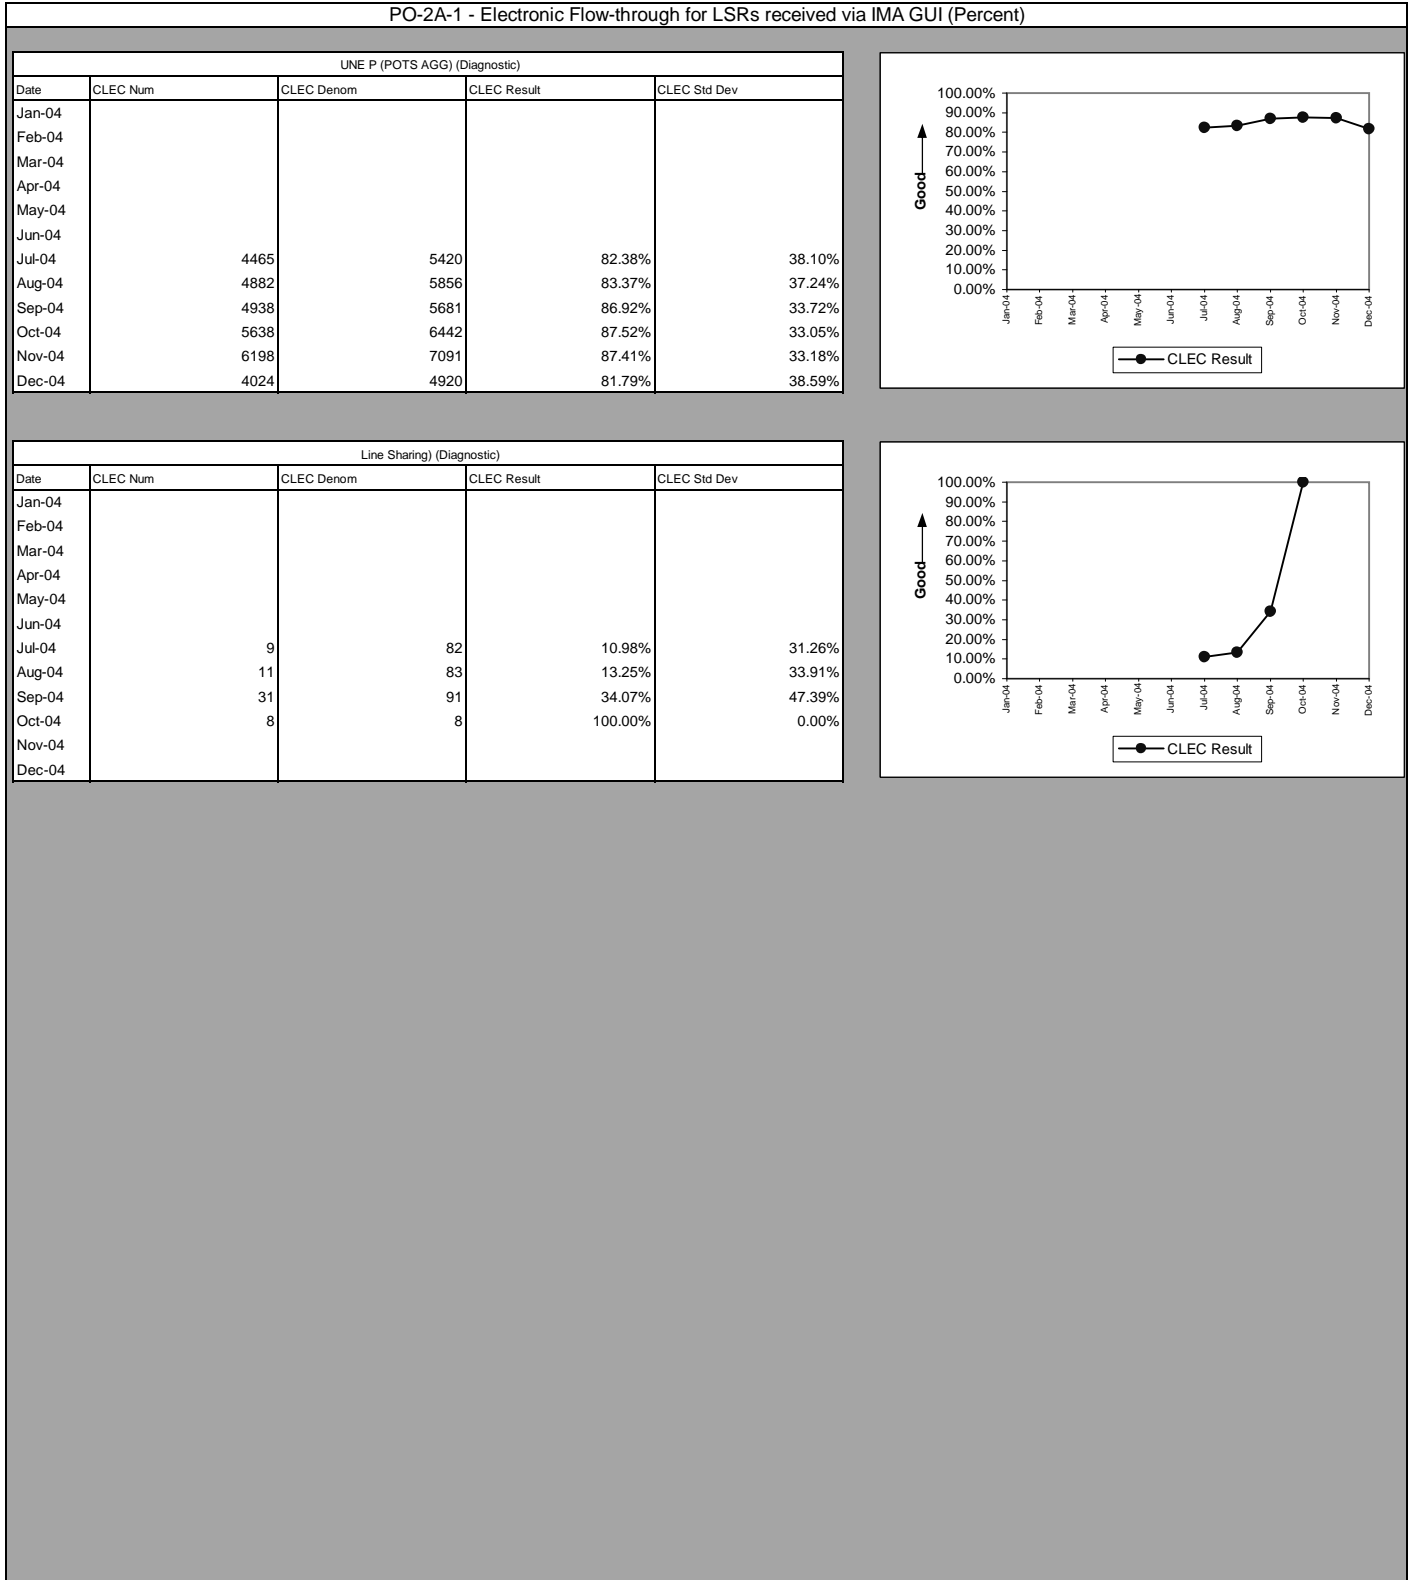 PO-2A-1 - Electronic Flow-through for LSRs received via IMA GUI (Percent)
UNE P (POTS AGG) (Diagnostic)
Date CLEC Num CLEC Denom CLEC Result CLEC Std Dev
Jan-04
Feb-04
Mar-04
Apr-04
May-04
Jun-04
Jul-04 4465 5420 82.38% 38.10%
Aug-04 4882 5856 83.37% 37.24%
Sep-04 4938 5681 86.92% 33.72%
Oct-04 5638 6442 87.52% 33.05%
Nov-04 6198 7091 87.41% 33.18%
Dec-04 4024 4920 81.79% 38.59%
Good
100.00%
90.00%
80.00%
70.00%
60.00%
50.00%
40.00%
30.00%
20.00%
10.00%
0.00%
Jan-04 Feb-04 Mar-04 Apr-04 May-04 Jun-04 Jul-04 Aug-04 Sep-04 Oct-04 Nov-04 Dec-04
CLEC Result
Line Sharing) (Diagnostic)
Date CLEC Num CLEC Denom CLEC Result CLEC Std Dev
Jan-04
Feb-04
Mar-04
Apr-04
May-04
Jun-04
Jul-04 9 82 10.98% 31.26%
Aug-04 11 83 13.25% 33.91%
Sep-04 31 91 34.07% 47.39%
Oct-04 8 8 100.00% 0.00%
Nov-04
Dec-04
Good
100.00%
90.00%
80.00%
70.00%
60.00%
50.00%
40.00%
30.00%
20.00%
10.00%
0.00%
Jan-04 Feb-04 Mar-04 Apr-04 May-04 Jun-04 Jul-04 Aug-04 Sep-04 Oct-04 Nov-04 Dec-04
CLEC Result